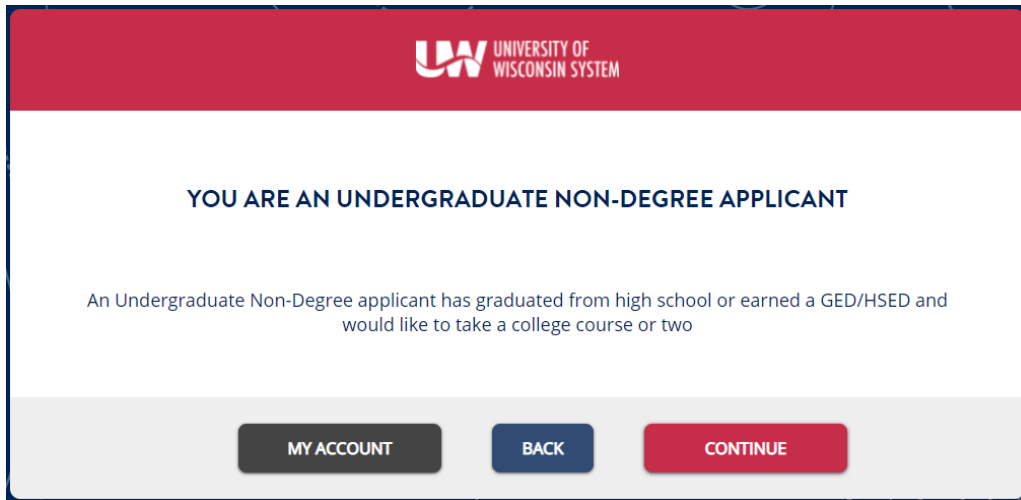 UW UNIVERSITY OF
WISCONSIN SYSTEM
YOU ARE AN UNDERGRADUATE NON-DEGREE APPLICANT
An Undergraduate Non-Degree applicant has graduated from high school or earned a GED/HSED and
would like to take a college course or two
MY ACCOUNT BACK CONTINUE